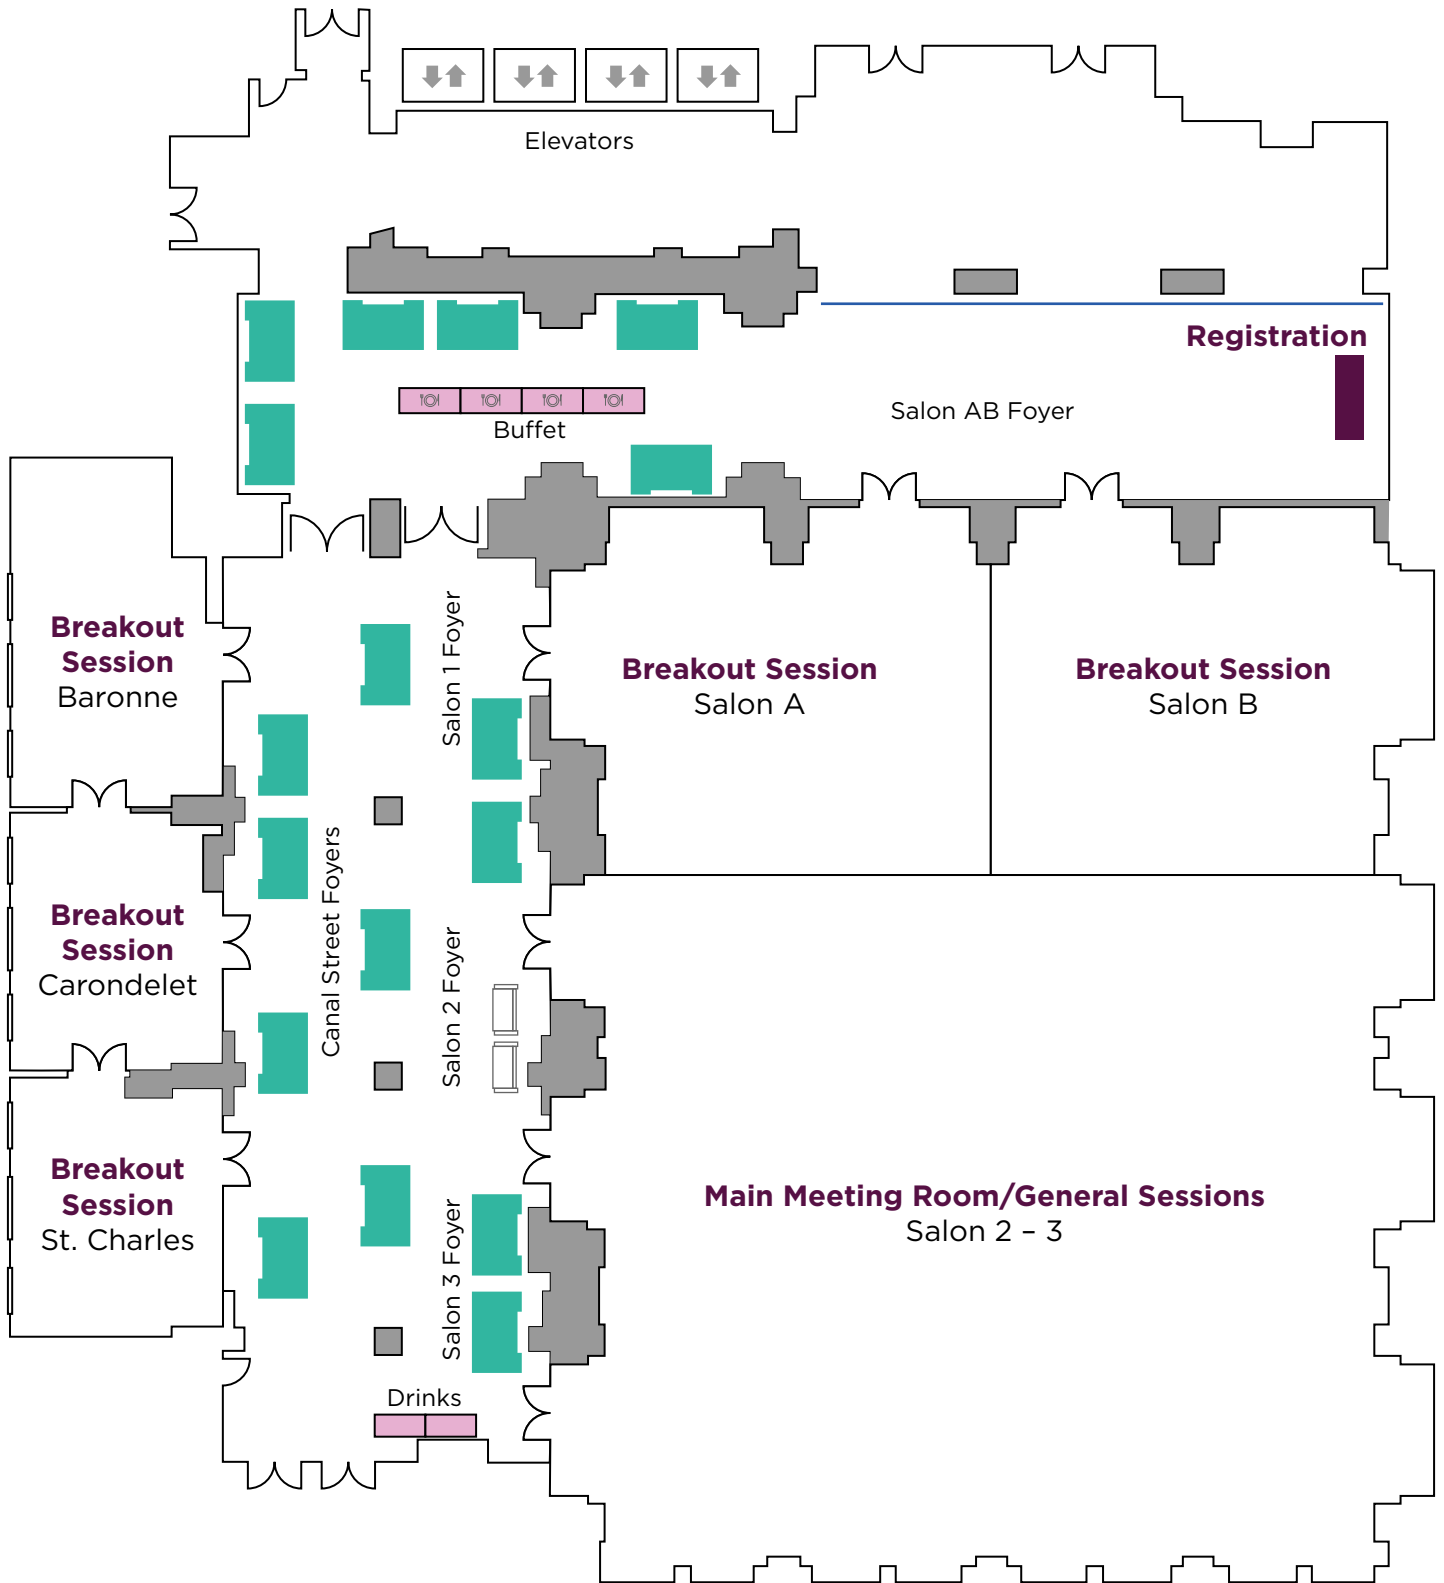 Elevators
Registration
Salon AB Foyer
Buffet
Salon 1 Foyer
Breakout
Session
Baronne
Breakout Session
Salon A
Breakout Session
Salon B
Canal Street Foyers
Breakout
Session
Carondelet
Salon 2 Foyer
Breakout
Session
St. Charles
Main Meeting Room/General Sessions
Salon 2 – 3
Salon 3 Foyer
Drinks